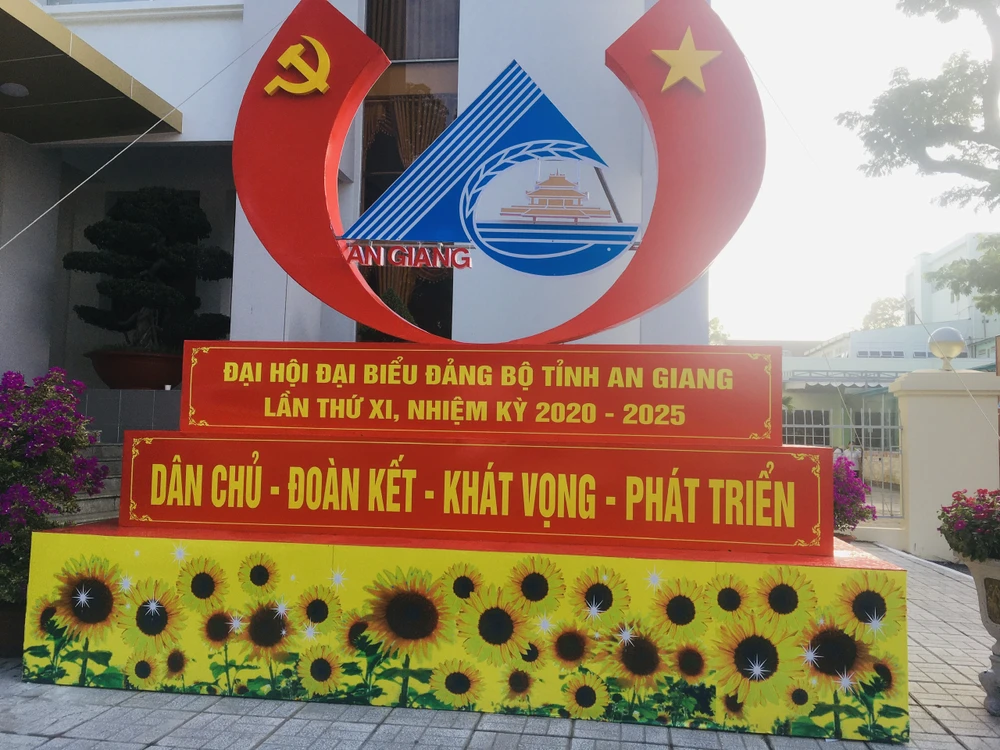 AN GIANG
ĐẠI HỘI ĐẠI BIỂU ĐẢNG BỘ TỈNH AN GIANG
LẦN THỨ XI, NHIỆM KỲ 2020 - 2025
DÂN CHỦ - ĐOÀN KẾT - KHÁT VỌNG - PHÁT TRIỂN